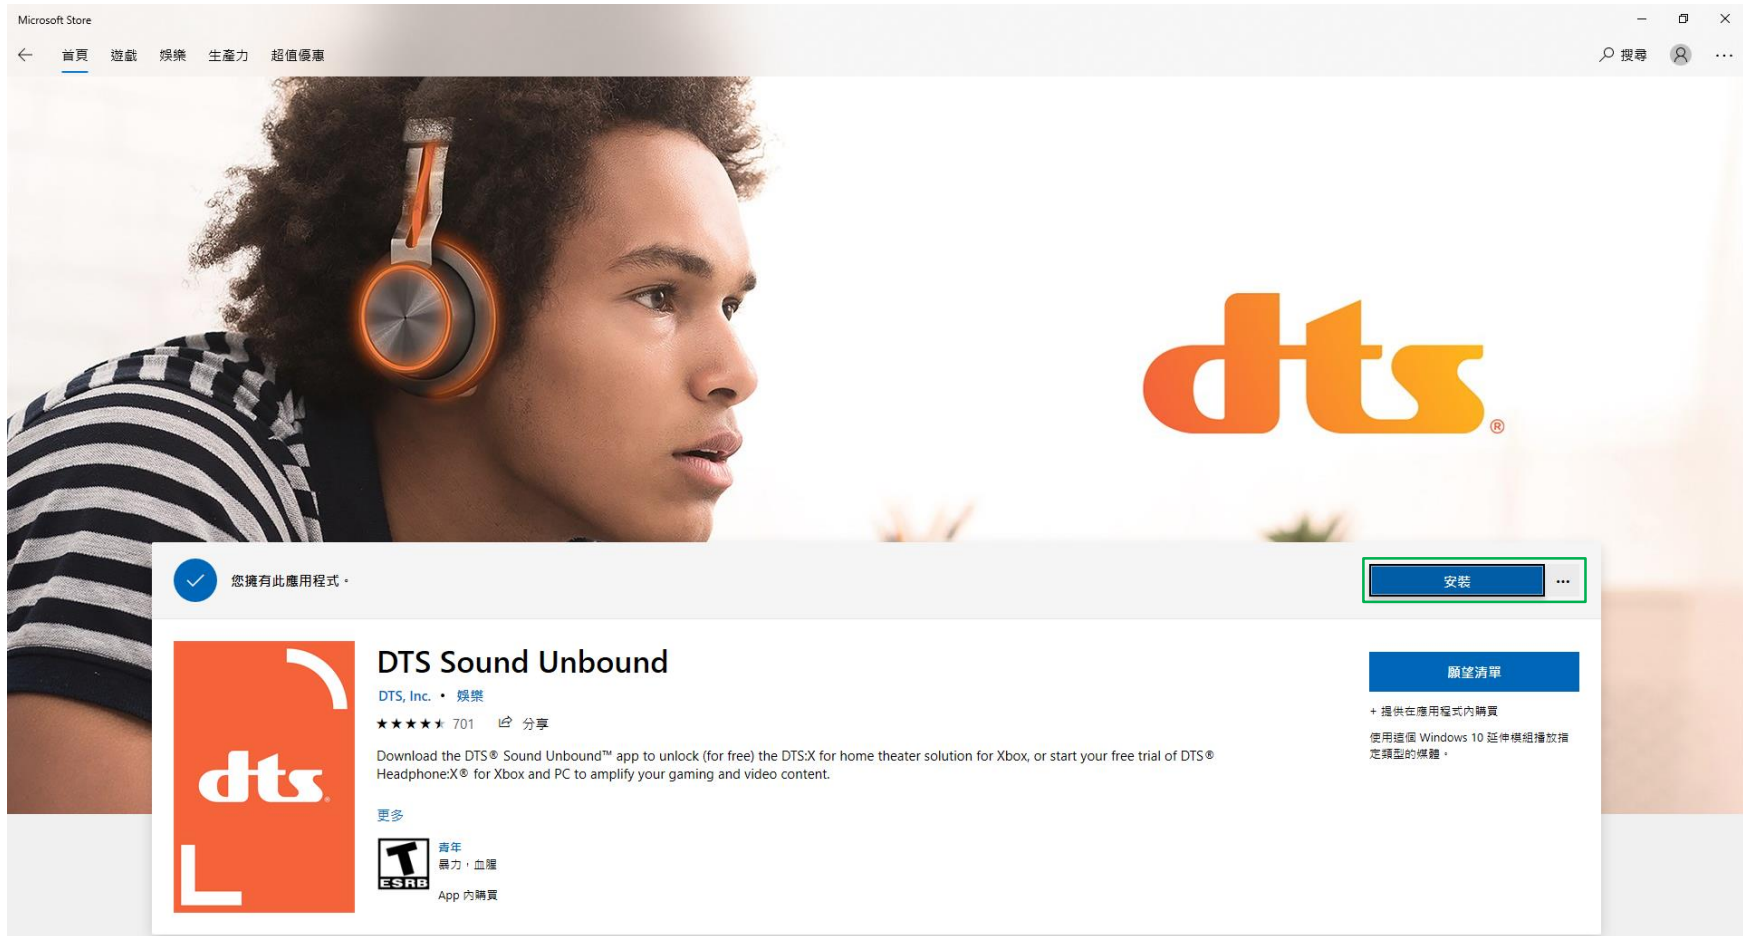 Microsoft Store
首頁 遊戲 娛樂 生產力 超值優惠 搜尋
dts®
您擁有此應用程式。
安裝
DTS Sound Unbound
DTS, Inc. • 娛樂
701 分享
Download the DTS® Sound Unbound™ app to unlock (for free) the DTS:X for home theater solution for Xbox, or start your free trial of DTS®
Headphone:X® for Xbox and PC to amplify your gaming and video content.
更多
dts
T
ESRB
青年
暴力，血腥
App 內購買
願望清單
+ 提供在應用程式內購買
使用這個 Windows 10 延伸模組播放指
定類型的媒體。